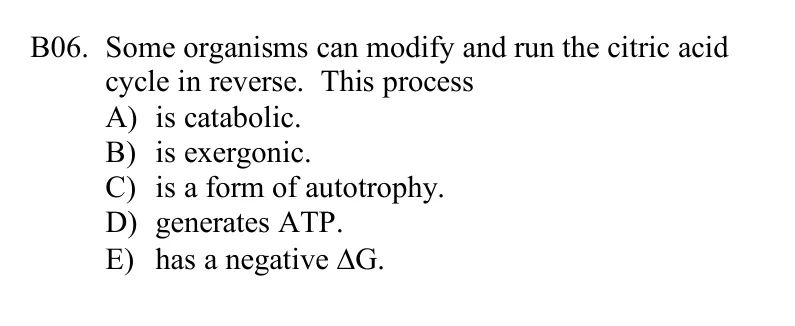 B06. Some organisms can modify and run the citric acid
cycle in reverse. This process
A) is catabolic.
B) is exergonic.
C) is a form of autotrophy.
D) generates ATP.
E) has a negative ΔG.